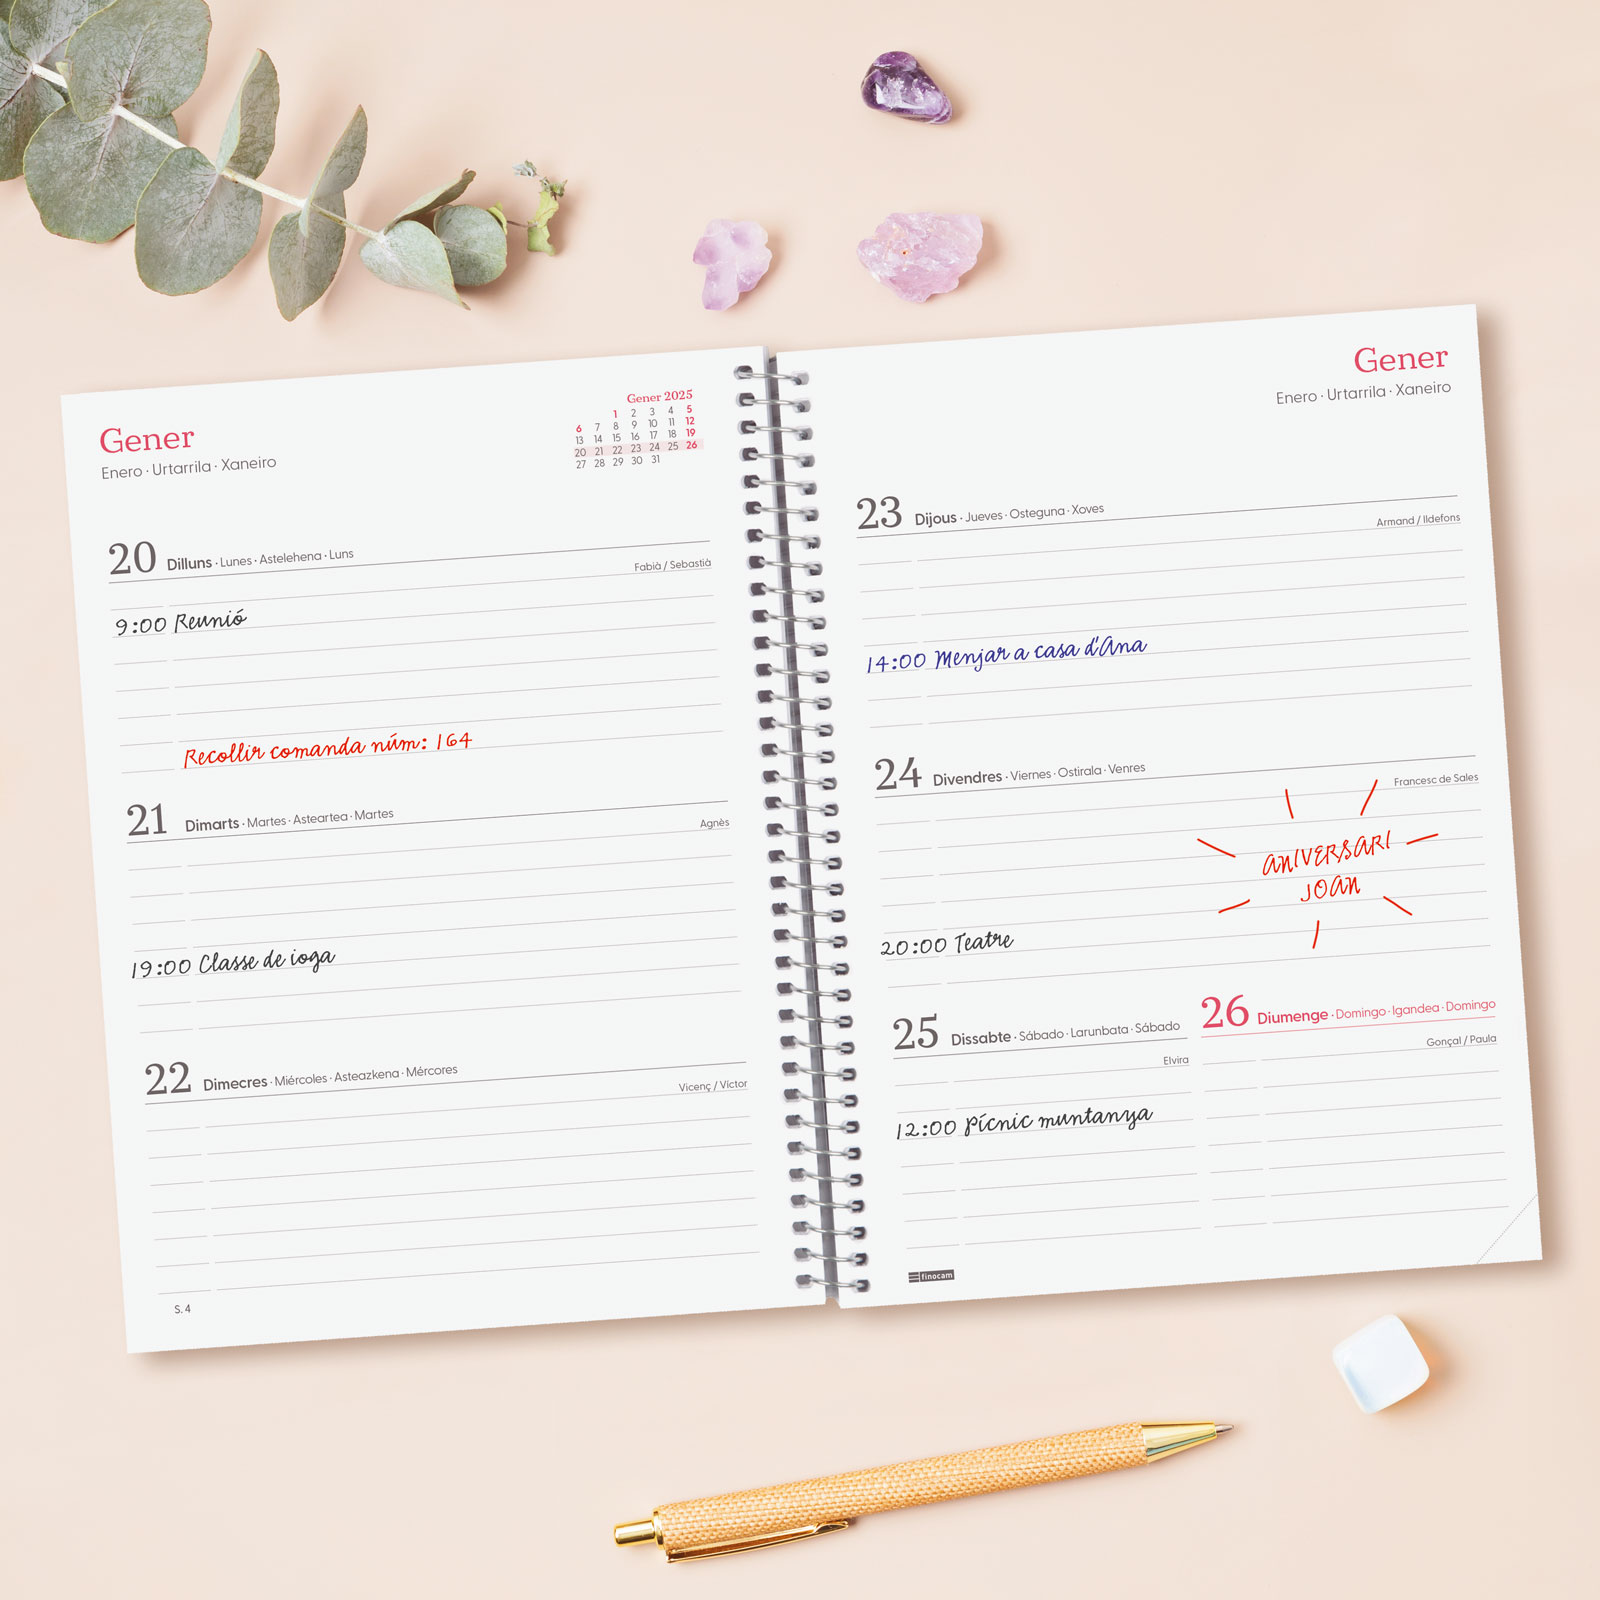 Gener
Enero · Urtarrila · Xaneiro
Gener 2025
1 2 3 4 5
6 7 8 9 10 11 12
13 14 15 16 17 18 19
20 21 22 23 24 25 26
27 28 29 30 31
20 Dilluns · Lunes · Astelehena · Luns
Fabià / Sebastià
9:00 Reunió
Recollir comanda núm: 164
21 Dimarts · Martes · Asteartea · Martes
Agnès
19:00 Classe de ioga
22 Dimecres · Miércoles · Asteazkena · Mércores
Vicenç / Víctor
S. 4
Gener
Enero · Urtarrila · Xaneiro
23 Dijous · Jueves · Osteguna · Xoves
Armand / Ildefons
14:00 Menjar a casa d'Ana
24 Divendres · Viernes · Ostirala · Venres
Francesc de Sales
ANIVERSARI
JOAN
20:00 Teatre
25 Dissabte · Sábado · Larunbata · Sábado
Elvira
12:00 Pícnic muntanya
26 Diumenge · Domingo · Igandea · Domingo
Gonçal / Paula
finocam